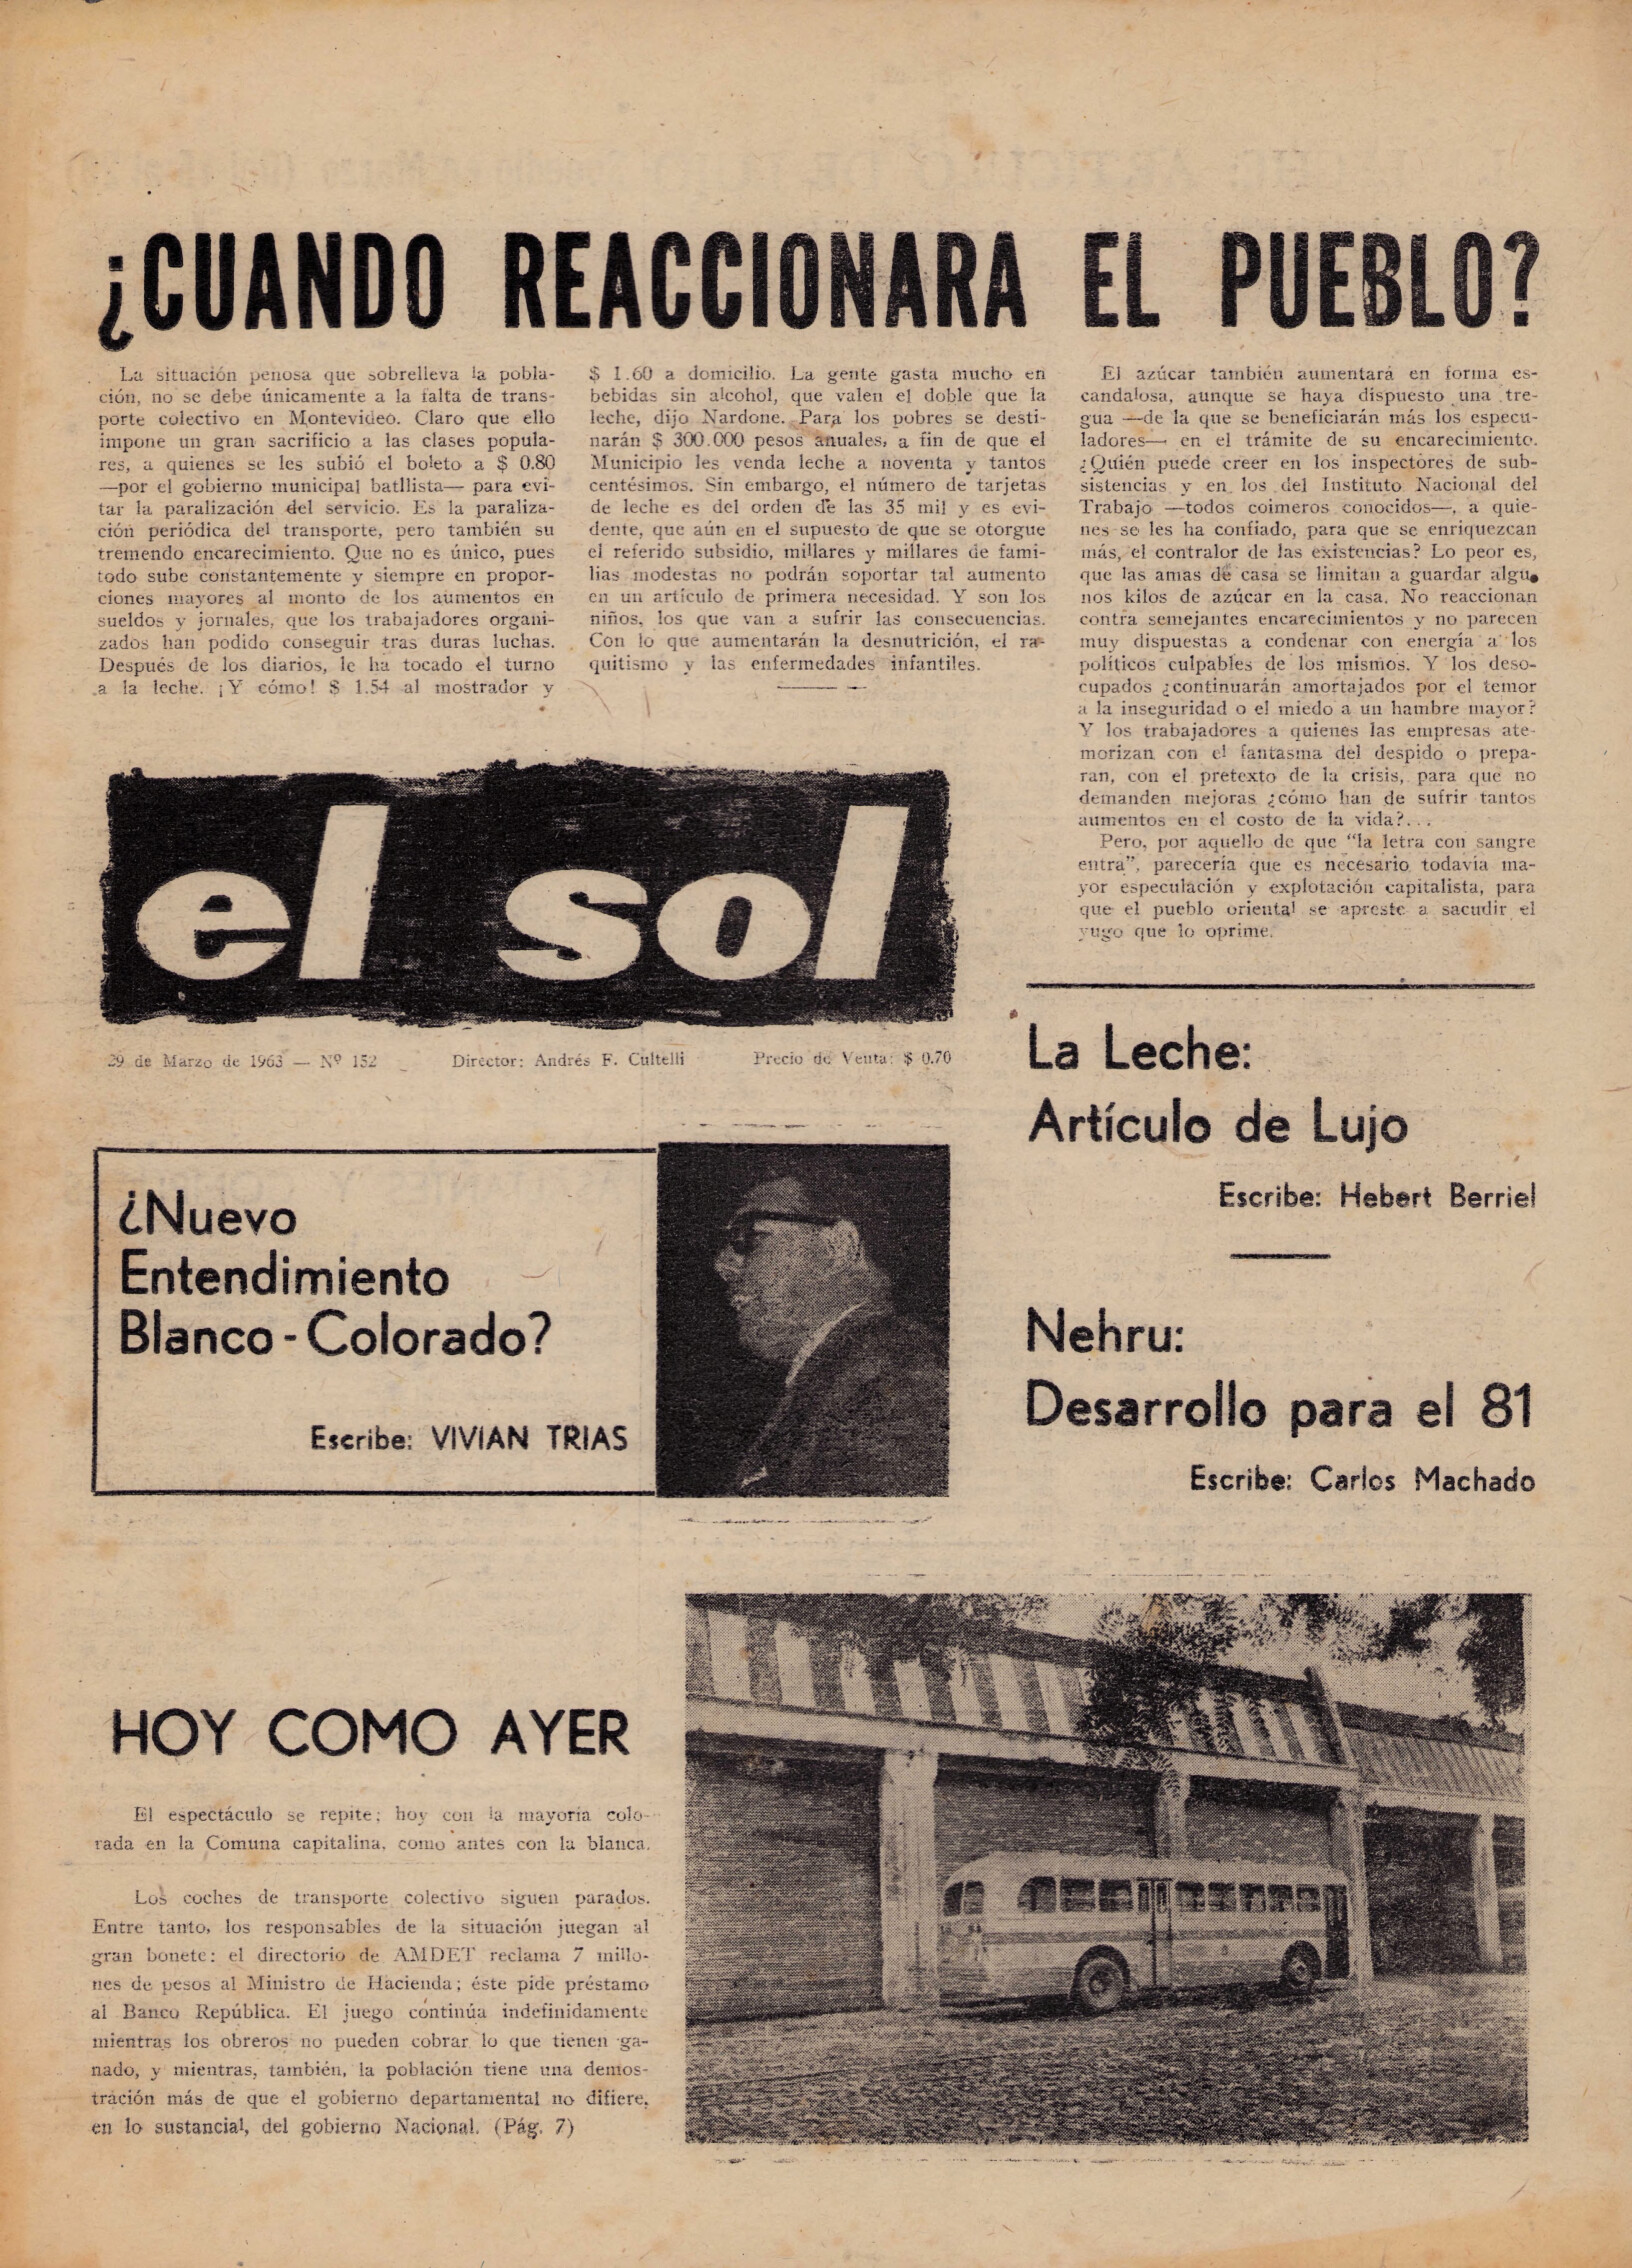 ¿CUANDO REACCIONARA EL PUEBLO?
La situación penosa que sobrelleva la pobla-
ción, no se debe únicamente a la falta de trans-
porte colectivo en Montevideo. Claro que ello
impone un gran sacrificio a las clases popula-
res, a quienes se les subió el boleto a $ 0.80
—por el gobierno municipal batllista— para evi-
tar la paralización del servicio. Es la paraliza-
ción periódica del transporte, pero también su
tremendo encarecimiento. Que no es único, pues
todo sube constantemente y siempre en propor-
ciones mayores al monto de los aumentos en
sueldos y jornales, que los trabajadores organi-
zados han podido conseguir tras duras luchas.
Después de los diarios, le ha tocado el turno
a la leche. ¡Y cómo! $ 1.54 al mostrador y
$ 1.60 a domicilio. La gente gasta mucho en
bebidas sin alcohol, que valen el doble que la
leche, dijo Nardone. Para los pobres se desti-
narán $ 300.000 pesos anuales, a fin de que el
Municipio les venda leche a noventa y tantos
centésimos. Sin embargo, el número de tarjetas
de leche es del orden de las 35 mil y es evi-
dente, que aún en el supuesto de que se otorgue
el referido subsidio, millares y millares de fami-
lias modestas no podrán soportar tal aumento
en un artículo de primera necesidad. Y son los
niños, los que van a sufrir las consecuencias.
Con lo que aumentarán la desnutrición, el ra-
quitismo y las enfermedades infantiles.
El azúcar también aumentará en forma es-
candalosa, aunque se haya dispuesto una tre-
gua —de la que se beneficiarán más los especu-
ladores— en el trámite de su encarecimiento.
¿Quién puede creer en los inspectores de sub-
sistencias y en los del Instituto Nacional del
Trabajo —todos coimeros conocidos—, a quie-
nes se les ha confiado, para que se enriquezcan
más, el contralor de las existencias? Lo peor es,
que las amas de casa se limitan a guardar algu-
nos kilos de azúcar en la casa. No reaccionan
contra semejantes encarecimientos y no parecen
muy dispuestas a condenar con energía a los
políticos culpables de los mismos. Y los deso-
cupados ¿continuarán amortajados por el temor
a la inseguridad o el miedo a un hambre mayor?
Y los trabajadores a quienes las empresas ate-
morizan con el fantasma del despido o prepa-
ran, con el pretexto de la crisis, para que no
demanden mejoras ¿cómo han de sufrir tantos
aumentos en el costo de la vida?...
Pero, por aquello de que "la letra con sangre
entra", parecería que es necesario todavía ma-
yor especulación y explotación capitalista, para
que el pueblo oriental se apreste a sacudir el
yugo que lo oprime.
el sol
29 de Marzo de 1963 — Nº 152 Director: Andrés F. Cultelli Precio de Venta: $ 0.70
¿Nuevo
Entendimiento
Blanco - Colorado?
Escribe: VIVIAN TRIAS
La Leche:
Artículo de Lujo
Escribe: Hebert Berriel
Nehru:
Desarrollo para el 81
Escribe: Carlos Machado
HOY COMO AYER
El espectáculo se repite; hoy con la mayoría colo-
rada en la Comuna capitalina, como antes con la blanca.
Los coches de transporte colectivo siguen parados.
Entre tanto, los responsables de la situación juegan al
gran bonete: el directorio de AMDET reclama 7 millo-
nes de pesos al Ministro de Hacienda; éste pide préstamo
al Banco República. El juego continúa indefinidamente
mientras los obreros no pueden cobrar lo que tienen ga-
nado, y mientras, también, la población tiene una demos-
tración más de que el gobierno departamental no difiere,
en lo sustancial, del gobierno Nacional. (Pág. 7)